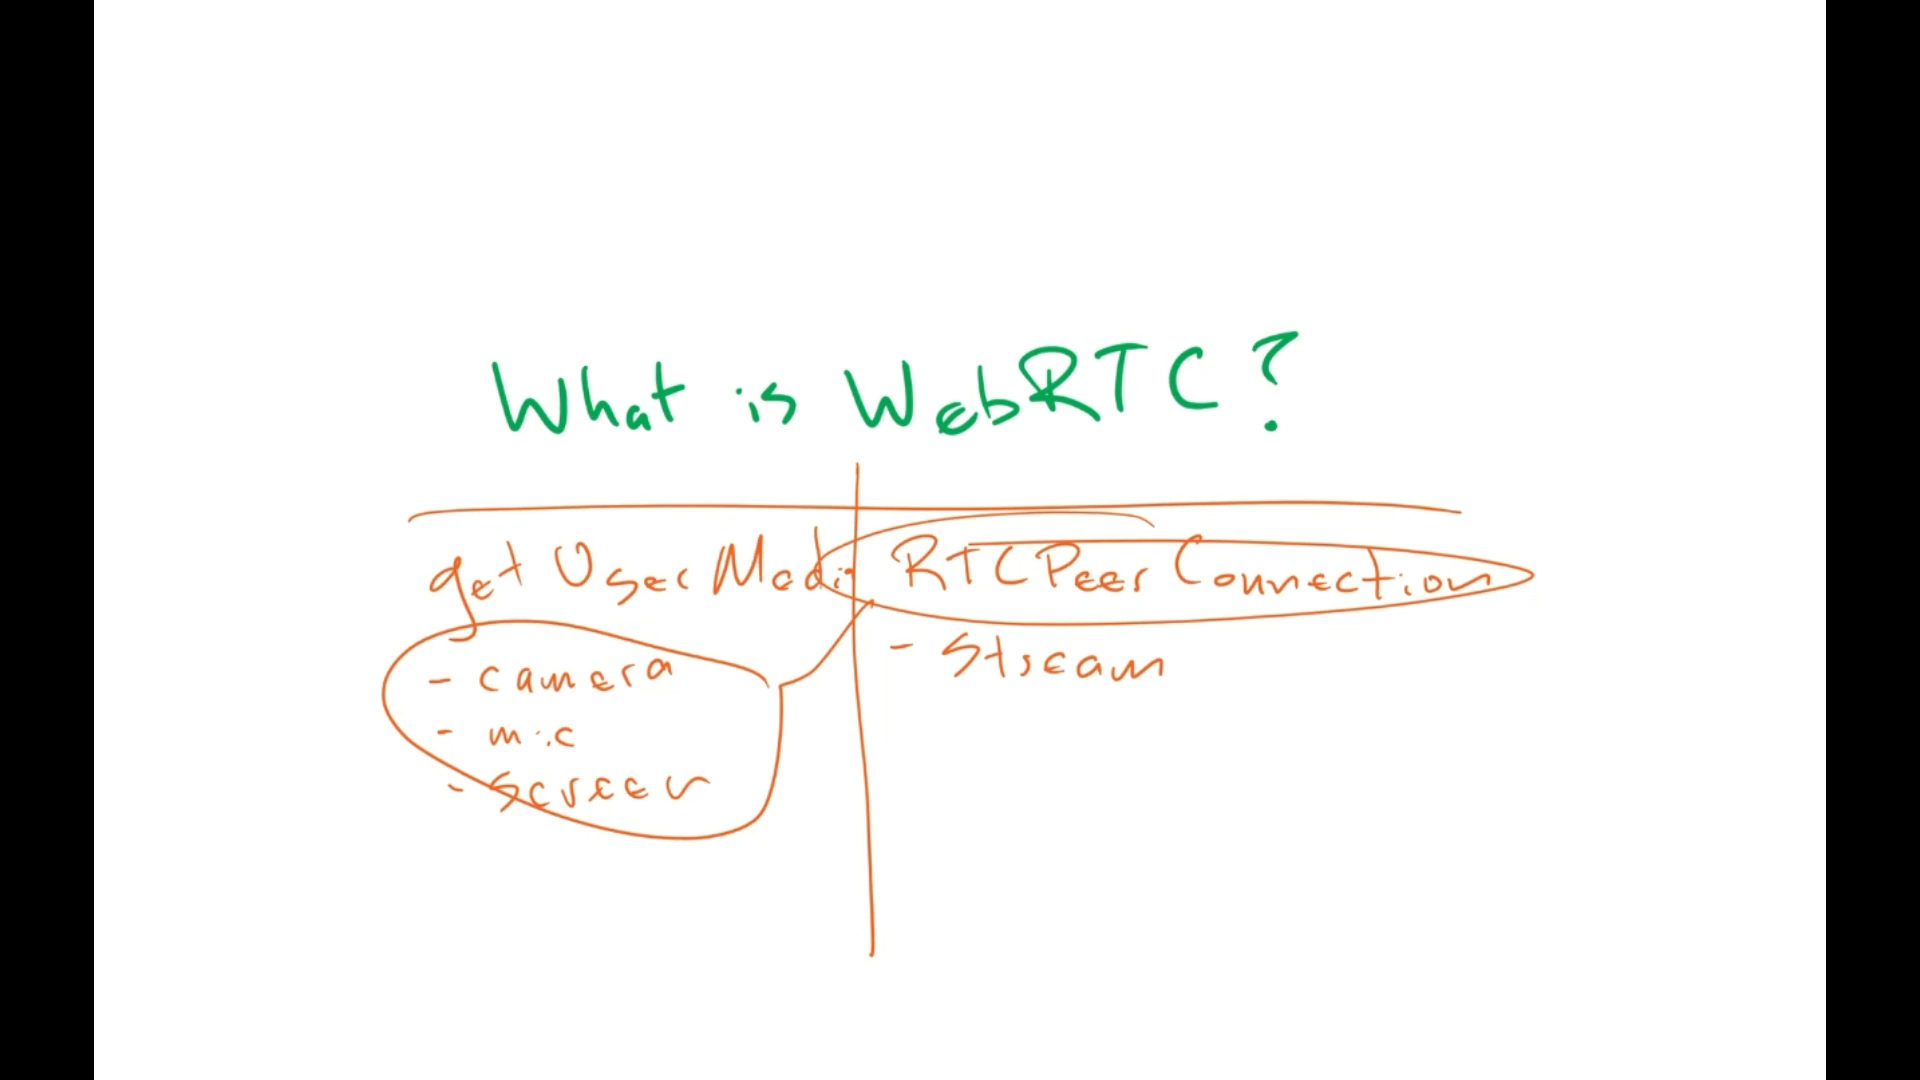 What is WebRTC?
getUserMedia RTCPeerConnection
- camera - Stream
- mic
- screen